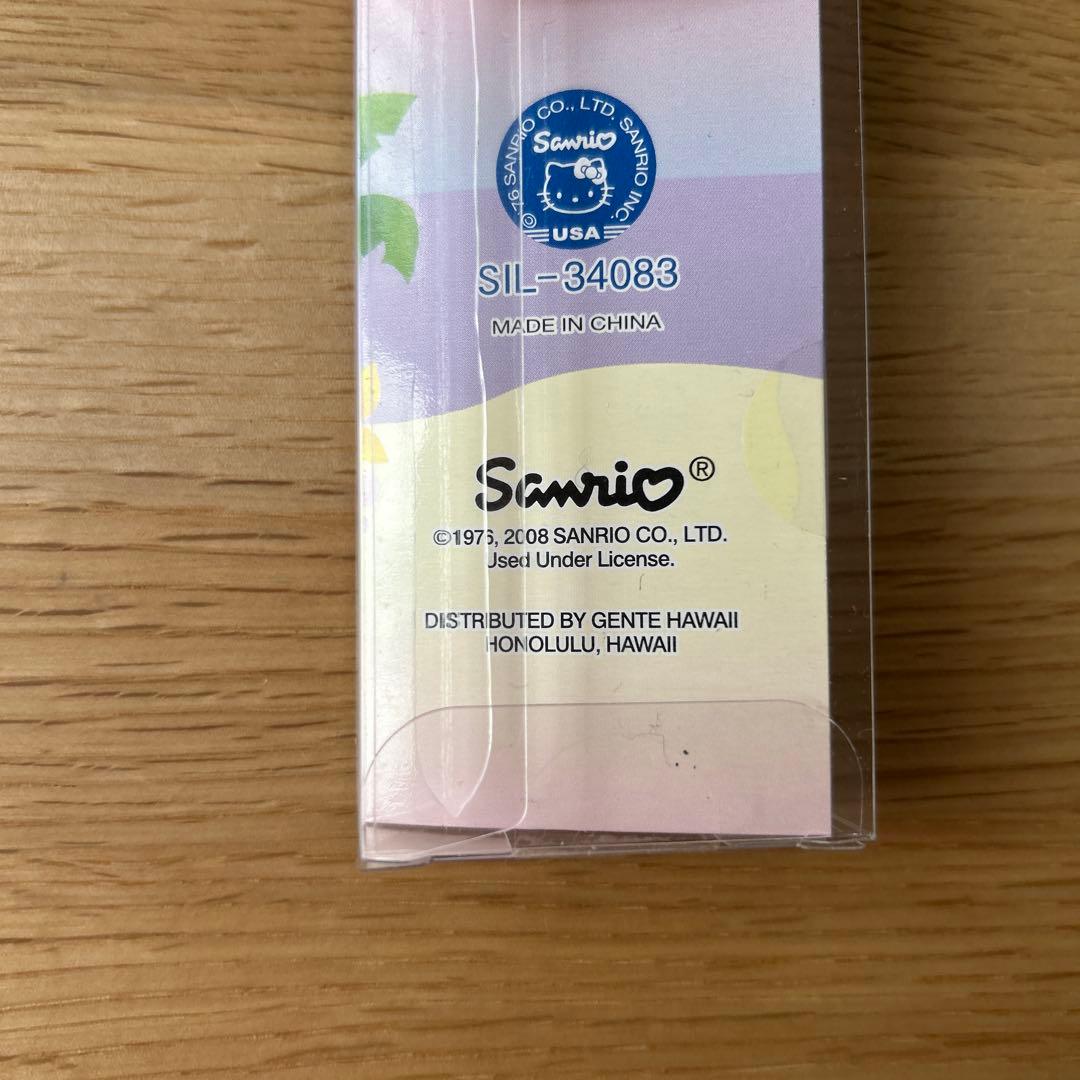 © '76 SANRIO CO., LTD. SANRIO INC.
Sanrio
USA
SIL-34083
MADE IN CHINA
Sanrio®
©1976, 2008 SANRIO CO., LTD.
Used Under License.
DISTRIBUTED BY GENTE HAWAII
HONOLULU, HAWAII